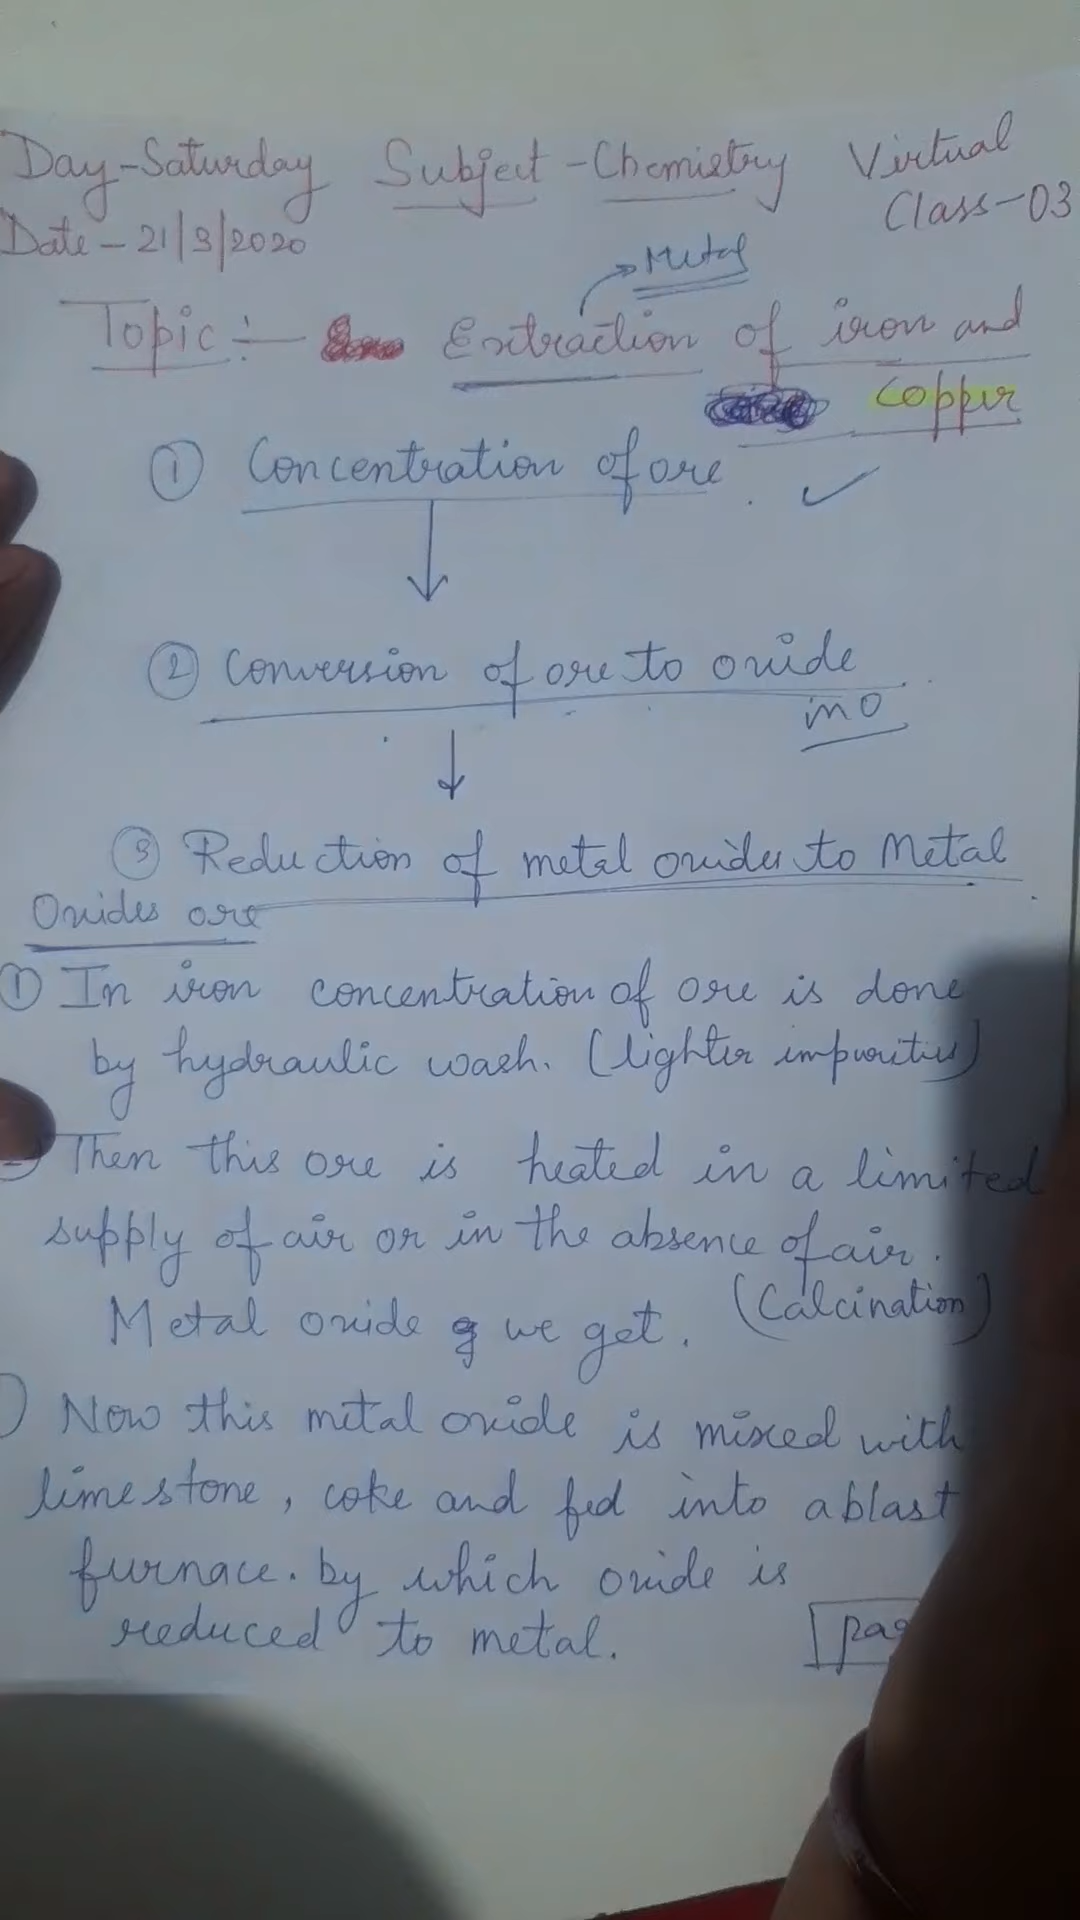 Day-Saturday Subject-Chemistry Virtual
Class-03
Date-21/3/2020
Metal
Topic:- Extraction of iron and
Copper
① Concentration of ore
② Conversion of ore to oxide
③ Reduction of metal oxides to Metal
Oxides ore
① In iron concentration of ore is done
by hydraulic wash. (lighter impurities)
Then this ore is heated in a limited
supply of air or in the absence of air.
(Calcination)
Metal oxide we get.
Now this metal oxide is mixed with
limestone, coke and fed into a blast
furnace. by which oxide is
reduced to metal.